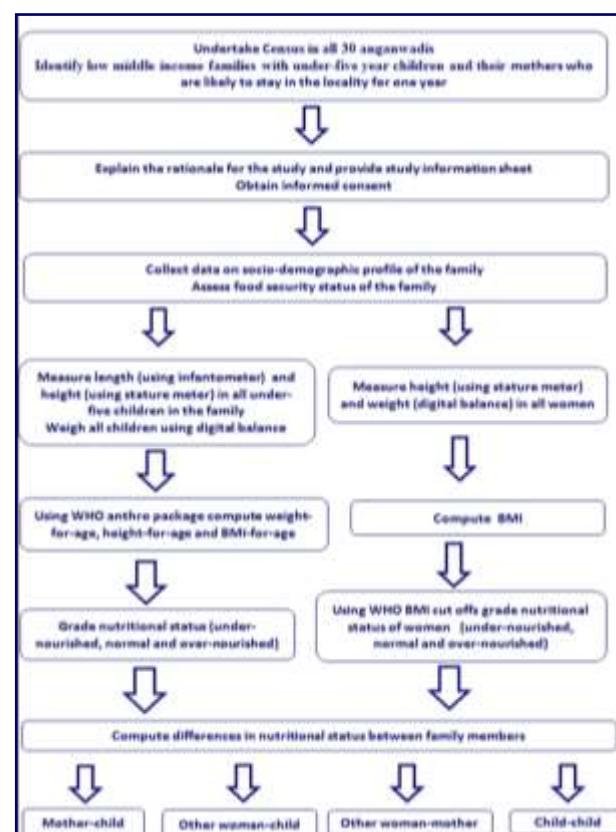 Undertake Census in all 30 anganwadis
Identify low middle income families with under-five year children and their mothers who
are likely to stay in the locality for one year
Explain the rationale for the study and provide study information sheet
Obtain informed consent
Collect data on socio-demographic profile of the family
Assess food security status of the family
Measure length (using infantometer) and
height (using stature meter) in all under-
five children in the family
Weigh all children using digital balance
Measure height (using stature meter)
and weight (digital balance) in all women
Using WHO anthro package compute weight-
for-age, height-for-age and BMI-for-age
Compute BMI
Grade nutritional status (under-
nourished, normal and over-nourished)
Using WHO BMI cut offs grade nutritional
status of women (under-nourished,
normal and over-nourished)
Compute differences in nutritional status between family members
Mother-child
Other woman-child
Other woman-mother
Child-child